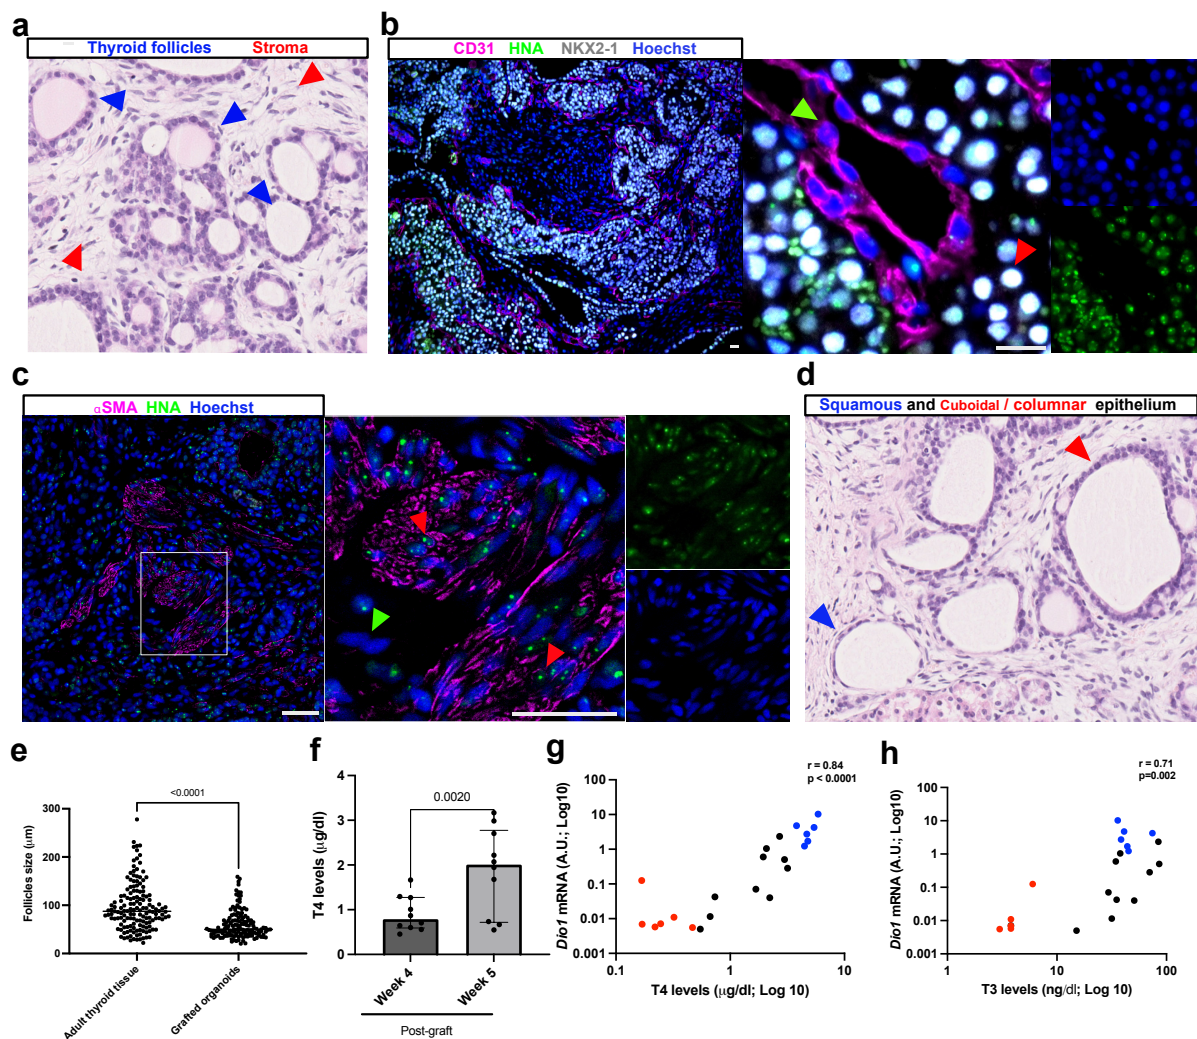 a
Thyroid follicles Stroma
b
CD31 HNA NKX2-1 Hoechst
c
αSMA HNA Hoechst
d
Squamous and Cuboidal / columnar epithelium
e
<0.0001
Follicles size (μm)
300
200
100
0
Adult thyroid tissue
Grafted organoids
f
0.0020
T4 levels (μg/dl)
4
3
2
1
0
Week 4
Week 5
Post-graft
g
r = 0.84
p < 0.0001
Dio1 mRNA (A.U.; Log10)
100
10
1
0.1
0.01
0.001
0.1
1
10
T4 levels (μg/dl; Log 10)
h
r = 0.71
p=0.002
Dio1 mRNA (A.U.; Log10)
100
10
1
0.1
0.01
0.001
1
10
100
T3 levels (ng/dl; Log 10)